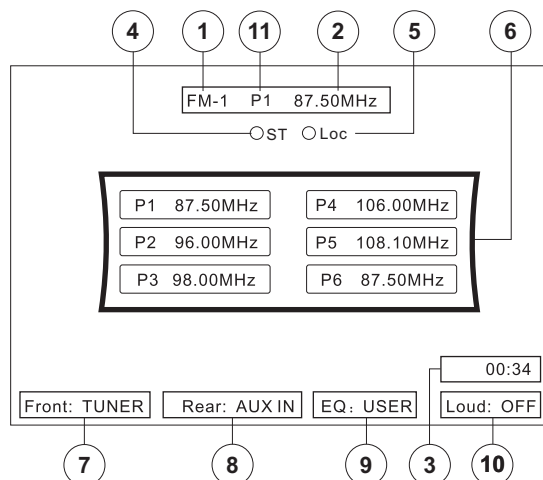 4 1 11 2 5 6
FM-1 P1 87.50MHz
ST Loc
P1 87.50MHz P4 106.00MHz
P2 96.00MHz P5 108.10MHz
P3 98.00MHz P6 87.50MHz
00:34
Front: TUNER Rear: AUX IN EQ: USER Loud: OFF
7 8 9 3 10